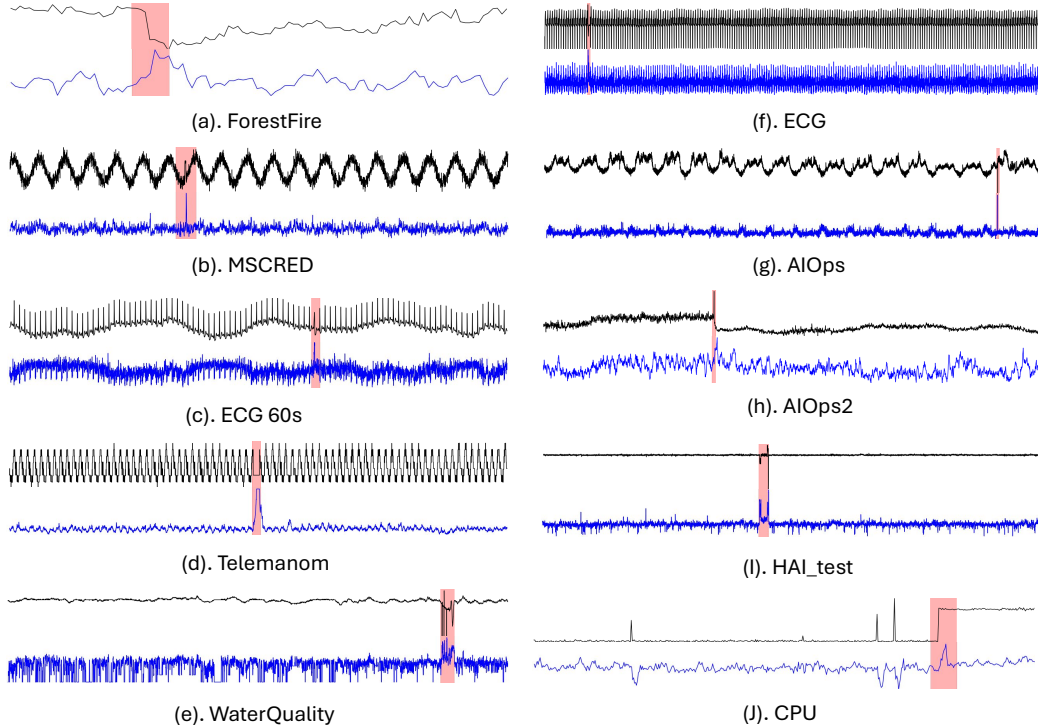 (a). ForestFire
(f). ECG
(b). MSCRED
(g). AIOps
(c). ECG 60s
(h). AIOps2
(d). Telemanom
(I). HAI_test
(e). WaterQuality
(J). CPU